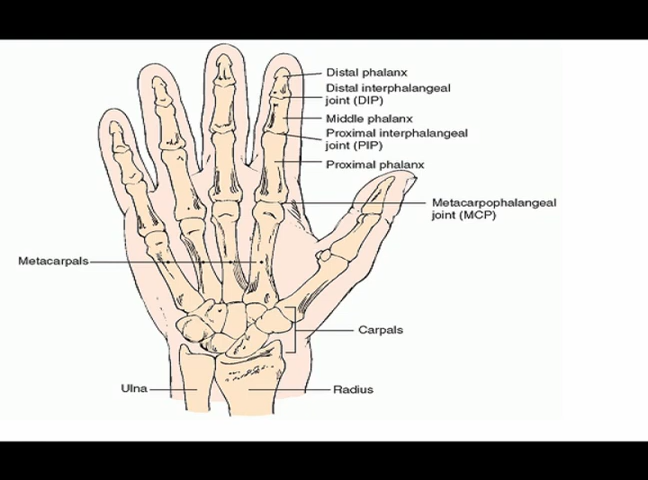 Distal phalanx
Distal interphalangeal
joint (DIP)
Middle phalanx
Proximal interphalangeal
joint (PIP)
Proximal phalanx
Metacarpophalangeal
joint (MCP)
Metacarpals
Carpals
Ulna
Radius